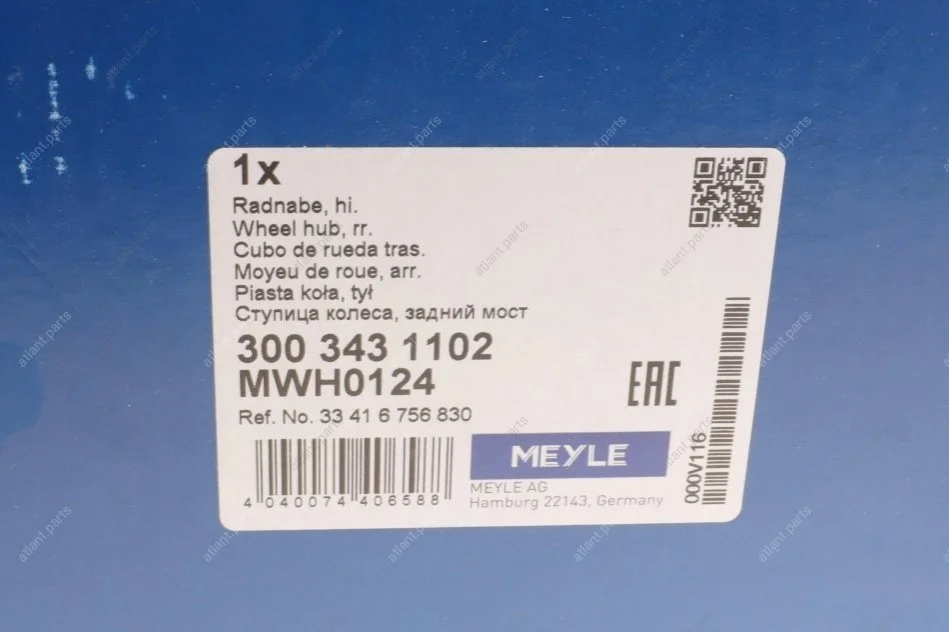 1x
Radnabe, hi.
Wheel hub, rr.
Cubo de rueda tras.
Moyeu de roue, arr.
Piasta koła, tył
Ступица колеса, задний мост
300 343 1102
MWH0124
Ref. No. 33 41 6 756 830
EAC
4 040074 406588
MEYLE
MEYLE AG
Hamburg 22143, Germany
000V116
atlant.parts